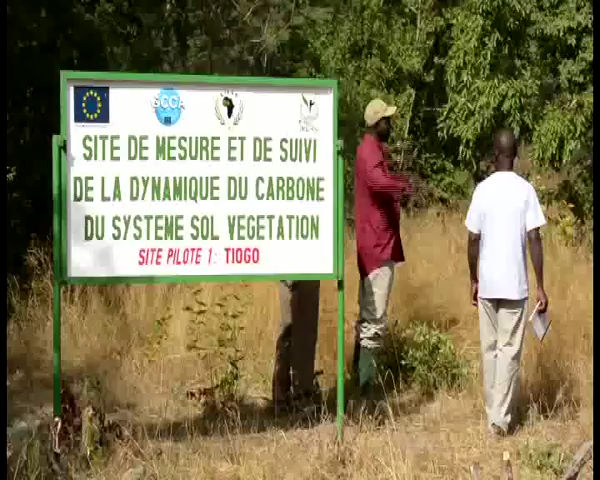 GCCA
SITE DE MESURE ET DE SUIVI
DE LA DYNAMIQUE DU CARBONE
DU SYSTEME SOL VEGETATION
SITE PILOTE 1: TIOGO